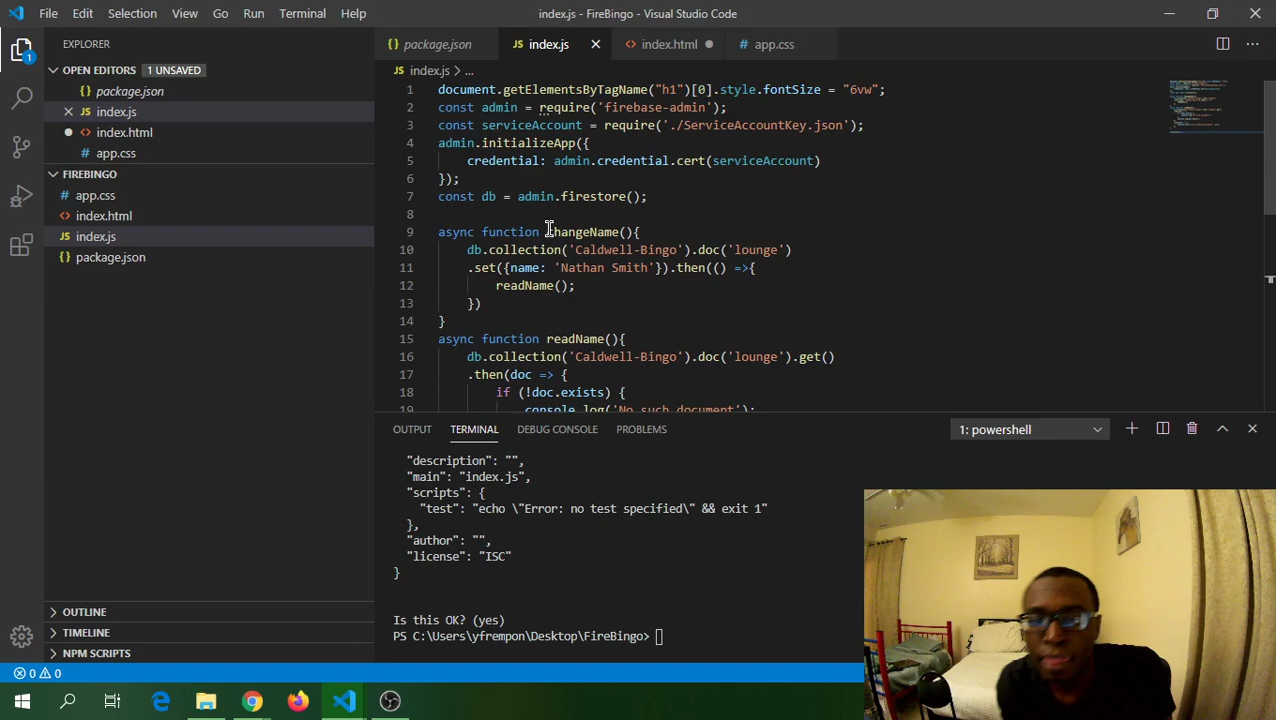 File Edit Selection View Go Run Terminal Help
index.js - FireBingo - Visual Studio Code
EXPLORER
OPEN EDITORS 1 UNSAVED
package.json
index.js
index.html
app.css
FIREBINGO
app.css
index.html
index.js
package.json
OUTLINE
TIMELINE
NPM SCRIPTS
1
package.json index.js index.html app.css
index.js > ...
1 document.getElementsByTagName("h1")[0].style.fontSize = "6vw";
2 const admin = require('firebase-admin');
3 const serviceAccount = require('./ServiceAccountKey.json');
4 admin.initializeApp({
5 credential: admin.credential.cert(serviceAccount)
6 });
7 const db = admin.firestore();
8
9 async function changeName(){
10 db.collection('Caldwell-Bingo').doc('lounge')
11 .set({name: 'Nathan Smith'}).then(() =>{
12 readName();
13 })
14 }
15 async function readName(){
16 db.collection('Caldwell-Bingo').doc('lounge').get()
17 .then(doc => {
18 if (!doc.exists) {
19 console.log('No such document');
OUTPUT TERMINAL DEBUG CONSOLE PROBLEMS
1: powershell
"description": "",
"main": "index.js",
"scripts": {
"test": "echo \"Error: no test specified\" && exit 1"
},
"author": "",
"license": "ISC"
}
Is this OK? (yes)
PS C:\Users\yfrempon\Desktop\FireBingo>
0 0